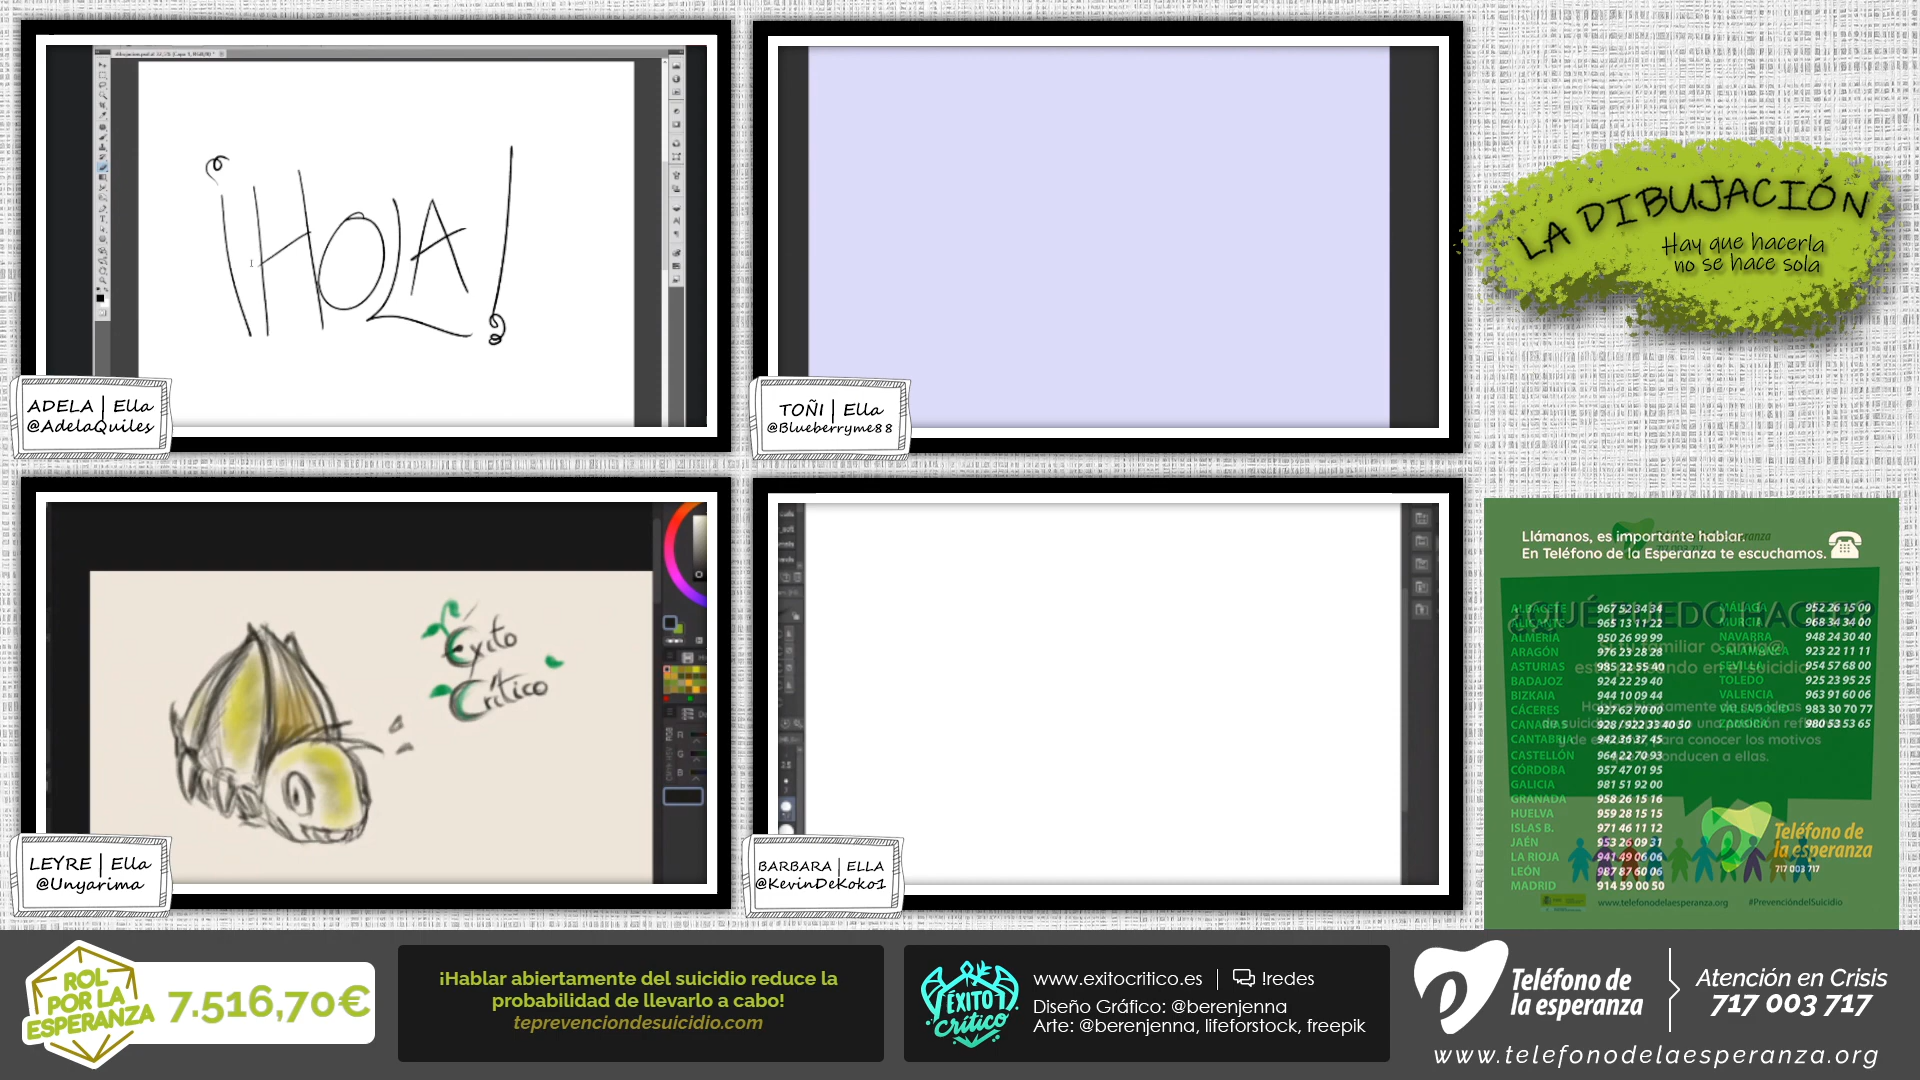 ¡HOLA!
ADELA | Ella
@AdelaQuiles
TOÑI | Ella
@Blueberryme88
LA DIBUJACIÓN
Hay que hacerla
no se hace sola
Éxito
Crítico
LEYRE | Ella
@Unyarima
BARBARA | ELLA
@KevinDeKoko1
Llámanos, es importante hablar.
En Teléfono de la Esperanza te escuchamos.
¿QUÉ PUEDO HACER?
ALBACETE 967 52 34 34
ALICANTE 965 13 11 22
ALMERÍA 950 26 99 99
ARAGÓN 976 23 28 28
ASTURIAS 985 22 55 40
BADAJOZ 924 22 29 40
BIZKAIA 944 10 09 44
CÁCERES 927 62 70 00
CANARIAS 928 / 922 33 40 50
CANTABRIA 942 36 37 45
CASTELLÓN 964 22 70 93
CÓRDOBA 957 47 01 95
GALICIA 981 51 92 00
GRANADA 958 26 15 16
HUELVA 959 28 15 15
ISLAS B. 971 46 11 12
JAÉN 953 26 09 31
LA RIOJA 941 49 06 06
LEÓN 987 87 60 06
MADRID 914 59 00 50
MÁLAGA 952 26 15 00
MURCIA 968 34 34 00
NAVARRA 948 24 30 40
SALAMANCA 923 22 11 11
SEVILLA 954 57 68 00
TOLEDO 925 23 95 25
VALENCIA 963 91 60 06
VALLADOLID 983 30 70 77
ZAMORA 980 53 53 65
Teléfono de
la esperanza
717 003 717
www.telefonodelaesperanza.org
#PrevencióndelSuicidio
ROL
POR LA
ESPERANZA
7.516,70€
¡Hablar abiertamente del suicidio reduce la
probabilidad de llevarlo a cabo!
teprevenciondesuicidio.com
ÉXITO
Crítico
www.exitocritico.es | !redes
Diseño Gráfico: @berenjenna
Arte: @berenjenna, lifeforstock, freepik
Teléfono de
la esperanza
Atención en Crisis
717 003 717
www.telefonodelaesperanza.org